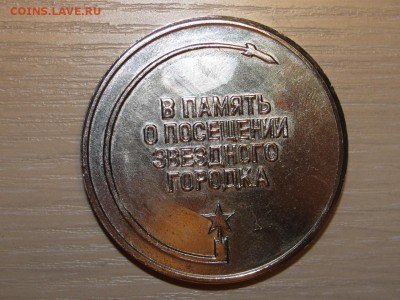 COINS.LAVE.RU
В ПАМЯТЬ
О ПОСЕЩЕНИИ
ЗВЕЗДНОГО
ГОРОДКА